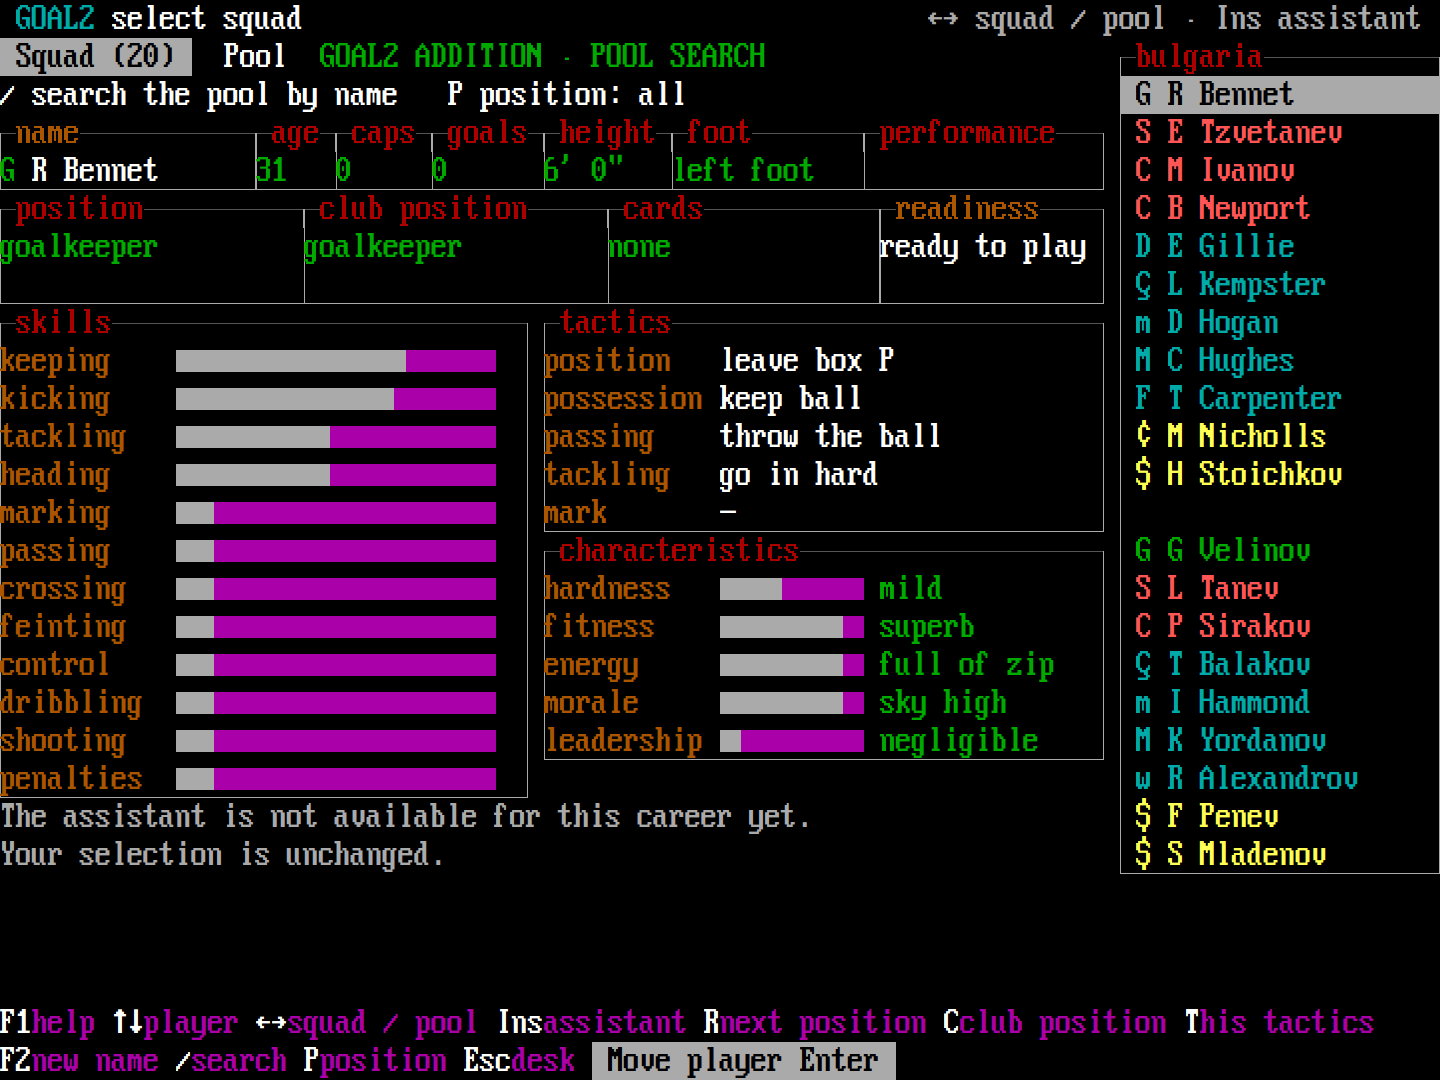 GOAL2 select squad ↔ squad / pool · Ins assistant
Squad (20) Pool GOAL2 ADDITION · POOL SEARCH
/ search the pool by name P position: all
name age caps goals height foot performance
G R Bennet 31 0 0 6' 0" left foot
position club position cards readiness
goalkeeper goalkeeper none ready to play
skills
keeping
kicking
tackling
heading
marking
passing
crossing
feinting
control
dribbling
shooting
penalties
tactics
position leave box P
possession keep ball
passing throw the ball
tackling go in hard
mark –
characteristics
hardness mild
fitness superb
energy full of zip
morale sky high
leadership negligible
bulgaria
G R Bennet
S E Tzvetanev
C M Ivanov
C B Newport
D E Gillie
Ç L Kempster
m D Hogan
M C Hughes
F T Carpenter
¢ M Nicholls
$ H Stoichkov
G G Velinov
S L Tanev
C P Sirakov
Ç T Balakov
m I Hammond
M K Yordanov
w R Alexandrov
$ F Penev
$ S Mladenov
The assistant is not available for this career yet.
Your selection is unchanged.
F1help ↑↓player ↔squad / pool Insassistant Rnext position Cclub position This tactics
F2new name /search Pposition Escdesk Move player Enter